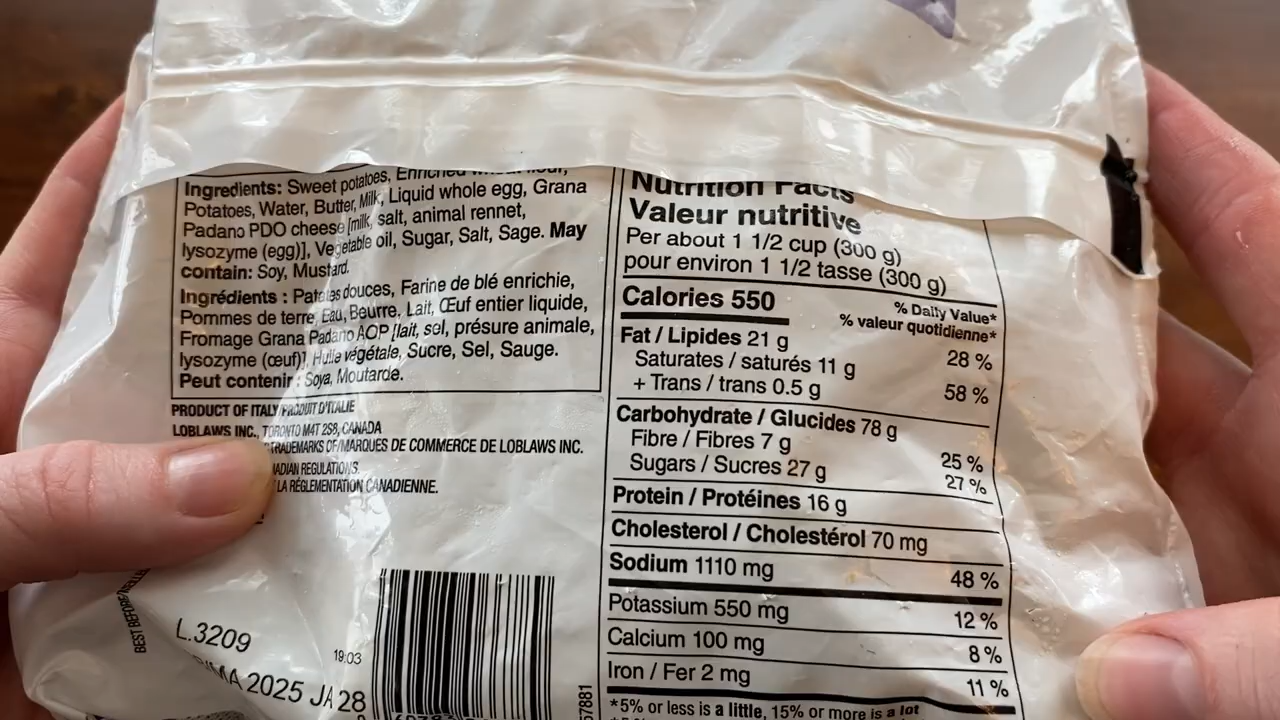 Ingredients: Sweet potatoes, Enriched wheat flour,
Potatoes, Water, Butter, Milk, Liquid whole egg, Grana
Padano PDO cheese [milk, salt, animal rennet,
lysozyme (egg)], Vegetable oil, Sugar, Salt, Sage. May
contain: Soy, Mustard.
Ingrédients : Patates douces, Farine de blé enrichie,
Pommes de terre, Eau, Beurre, Lait, Œuf entier liquide,
Fromage Grana Padano AOP [lait, sel, présure animale,
lysozyme (œuf)], Huile végétale, Sucre, Sel, Sauge.
Peut contenir : Soya, Moutarde.
PRODUCT OF ITALY/PRODUIT D'ITALIE
LOBLAWS INC., TORONTO M4T 2S8, CANADA
TRADEMARKS OF/MARQUES DE COMMERCE DE LOBLAWS INC.
ADIAN REGULATIONS.
LA RÉGLEMENTATION CANADIENNE.
BEST BEFORE/
L.3209
19:03
MA 2025 JA 28
Nutrition Facts
Valeur nutritive
Per about 1 1/2 cup (300 g)
pour environ 1 1/2 tasse (300 g)
Calories 550
% Daily Value*
% valeur quotidienne*
Fat / Lipides 21 g 28 %
Saturates / saturés 11 g
+ Trans / trans 0.5 g 58 %
Carbohydrate / Glucides 78 g
Fibre / Fibres 7 g 25 %
Sugars / Sucres 27 g 27 %
Protein / Protéines 16 g
Cholesterol / Cholestérol 70 mg
Sodium 1110 mg 48 %
Potassium 550 mg 12 %
Calcium 100 mg 8 %
Iron / Fer 2 mg 11 %
*5% or less is a little, 15% or more is a lot
57881